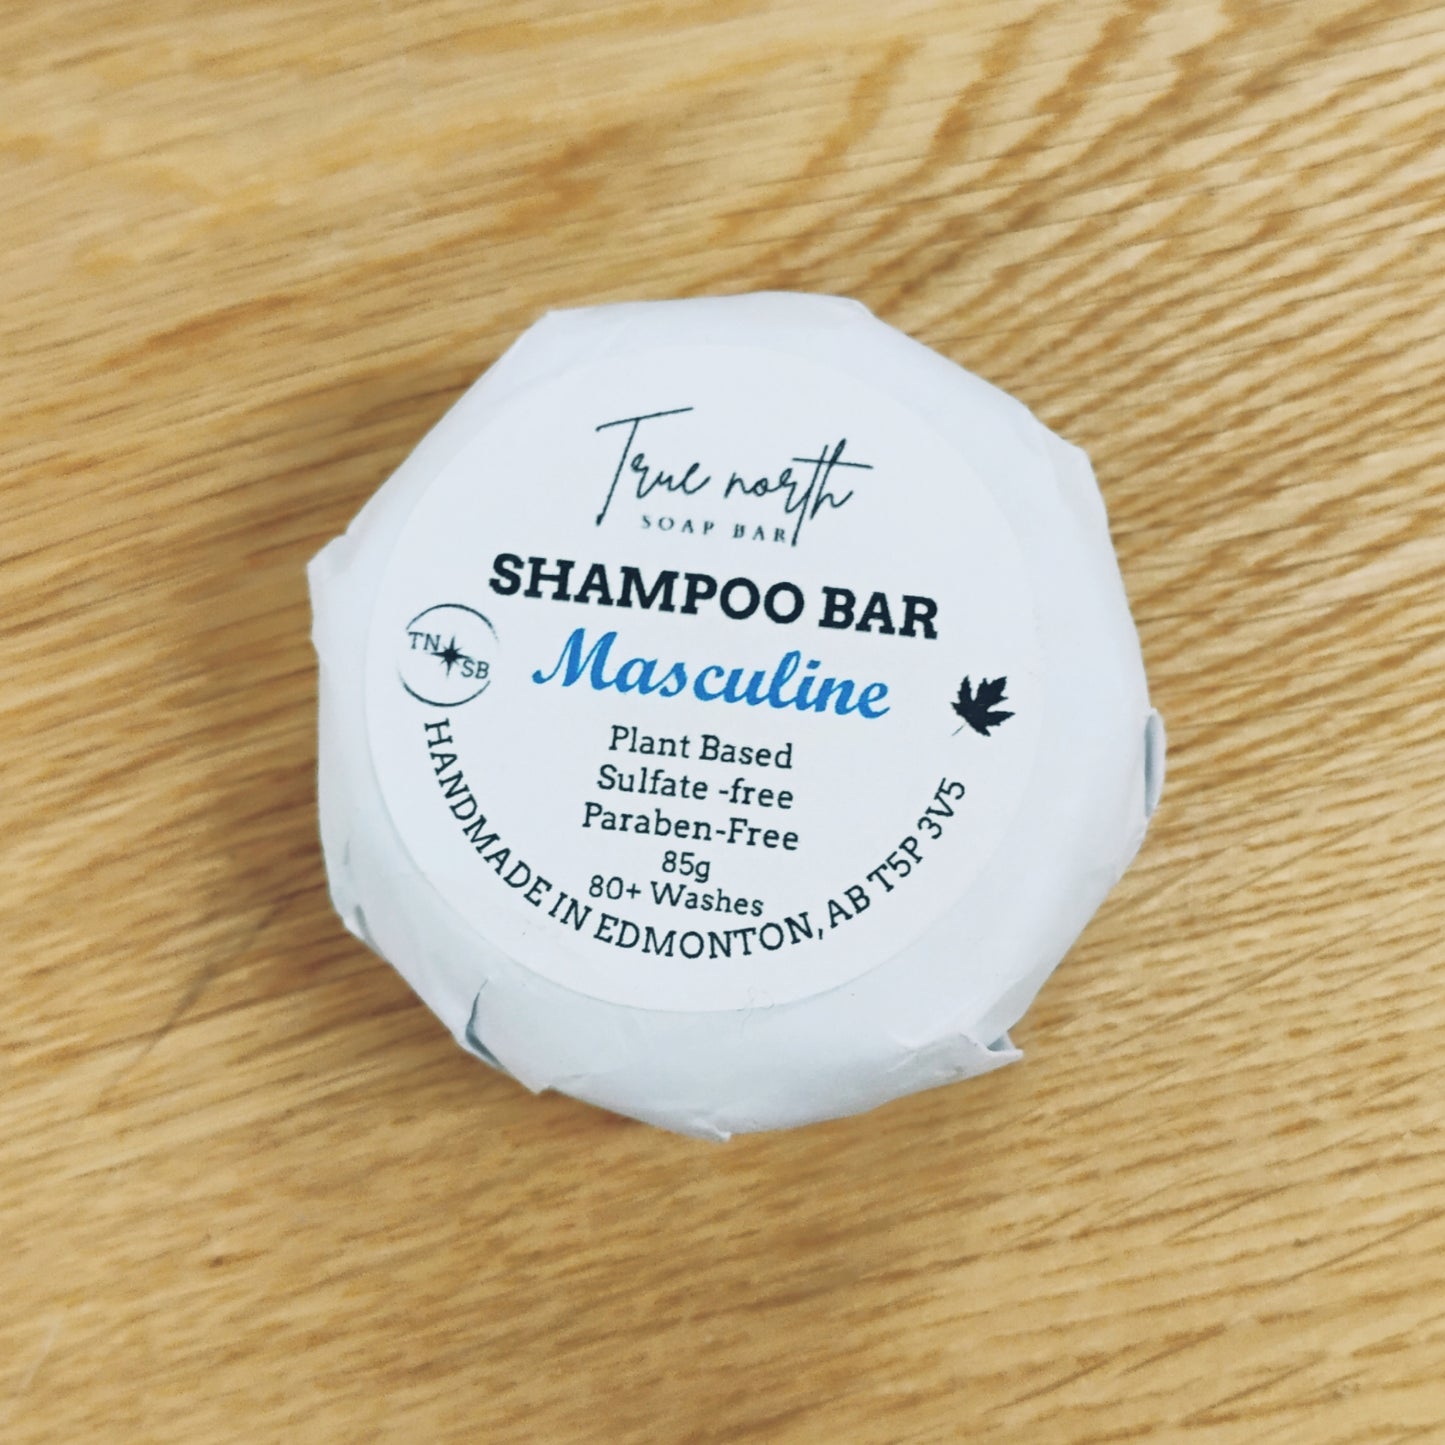 True north
SOAP BAR
SHAMPOO BAR
Masculine
TN
SB
Plant Based
Sulfate -free
Paraben-Free
85g
80+ Washes
HANDMADE IN EDMONTON, AB T5P 3V5